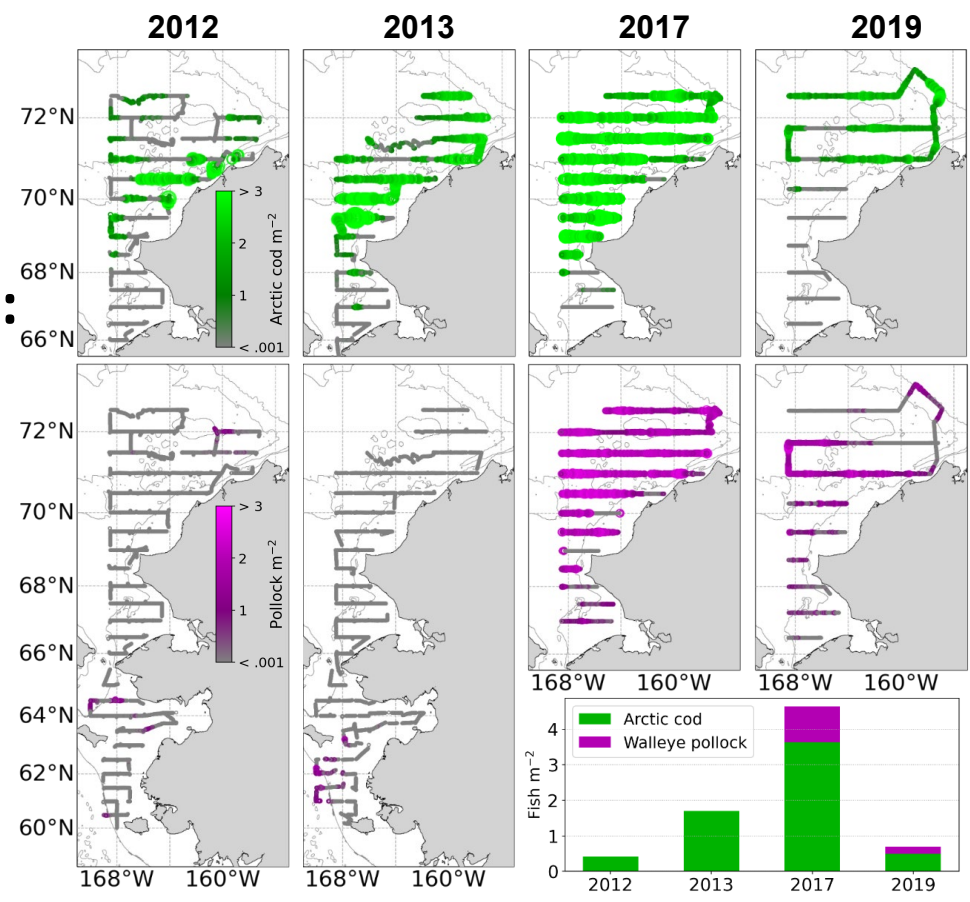 2012 2013 2017 2019
72°N
70°N
68°N
66°N
:
> 3
2
1
< .001
Arctic cod m⁻²
72°N
70°N
68°N
66°N
64°N
62°N
60°N
> 3
2
1
< .001
Pollock m⁻²
168°W 160°W 168°W 160°W
168°W 160°W 168°W 160°W
Arctic cod
Walleye pollock
Fish m⁻²
4
3
2
1
0
2012 2013 2017 2019